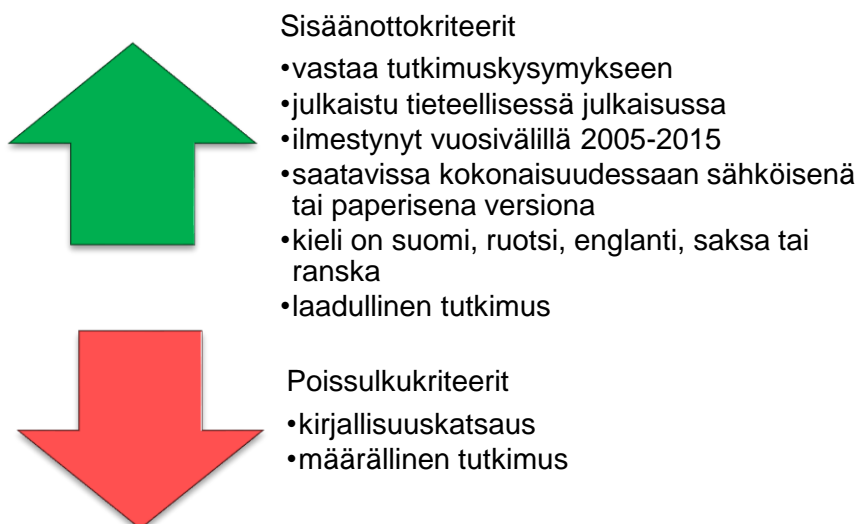 Sisäänottokriteerit
•vastaa tutkimuskysymykseen
•julkaistu tieteellisessä julkaisussa
•ilmestynyt vuosivälillä 2005-2015
•saatavissa kokonaisuudessaan sähköisenä
tai paperisena versiona
•kieli on suomi, ruotsi, englanti, saksa tai
ranska
•laadullinen tutkimus
Poissulkukriteerit
•kirjallisuuskatsaus
•määrällinen tutkimus